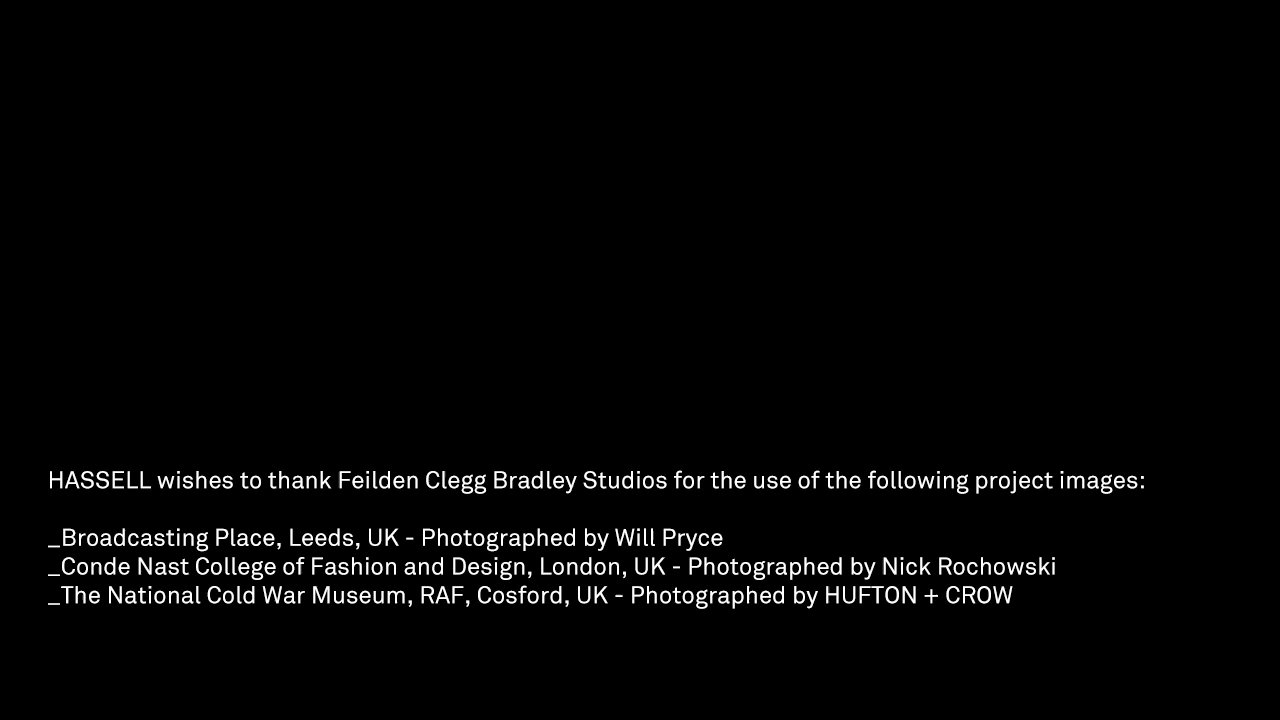 HASSELL wishes to thank Feilden Clegg Bradley Studios for the use of the following project images:
_Broadcasting Place, Leeds, UK - Photographed by Will Pryce
_Conde Nast College of Fashion and Design, London, UK - Photographed by Nick Rochowski
_The National Cold War Museum, RAF, Cosford, UK - Photographed by HUFTON + CROW